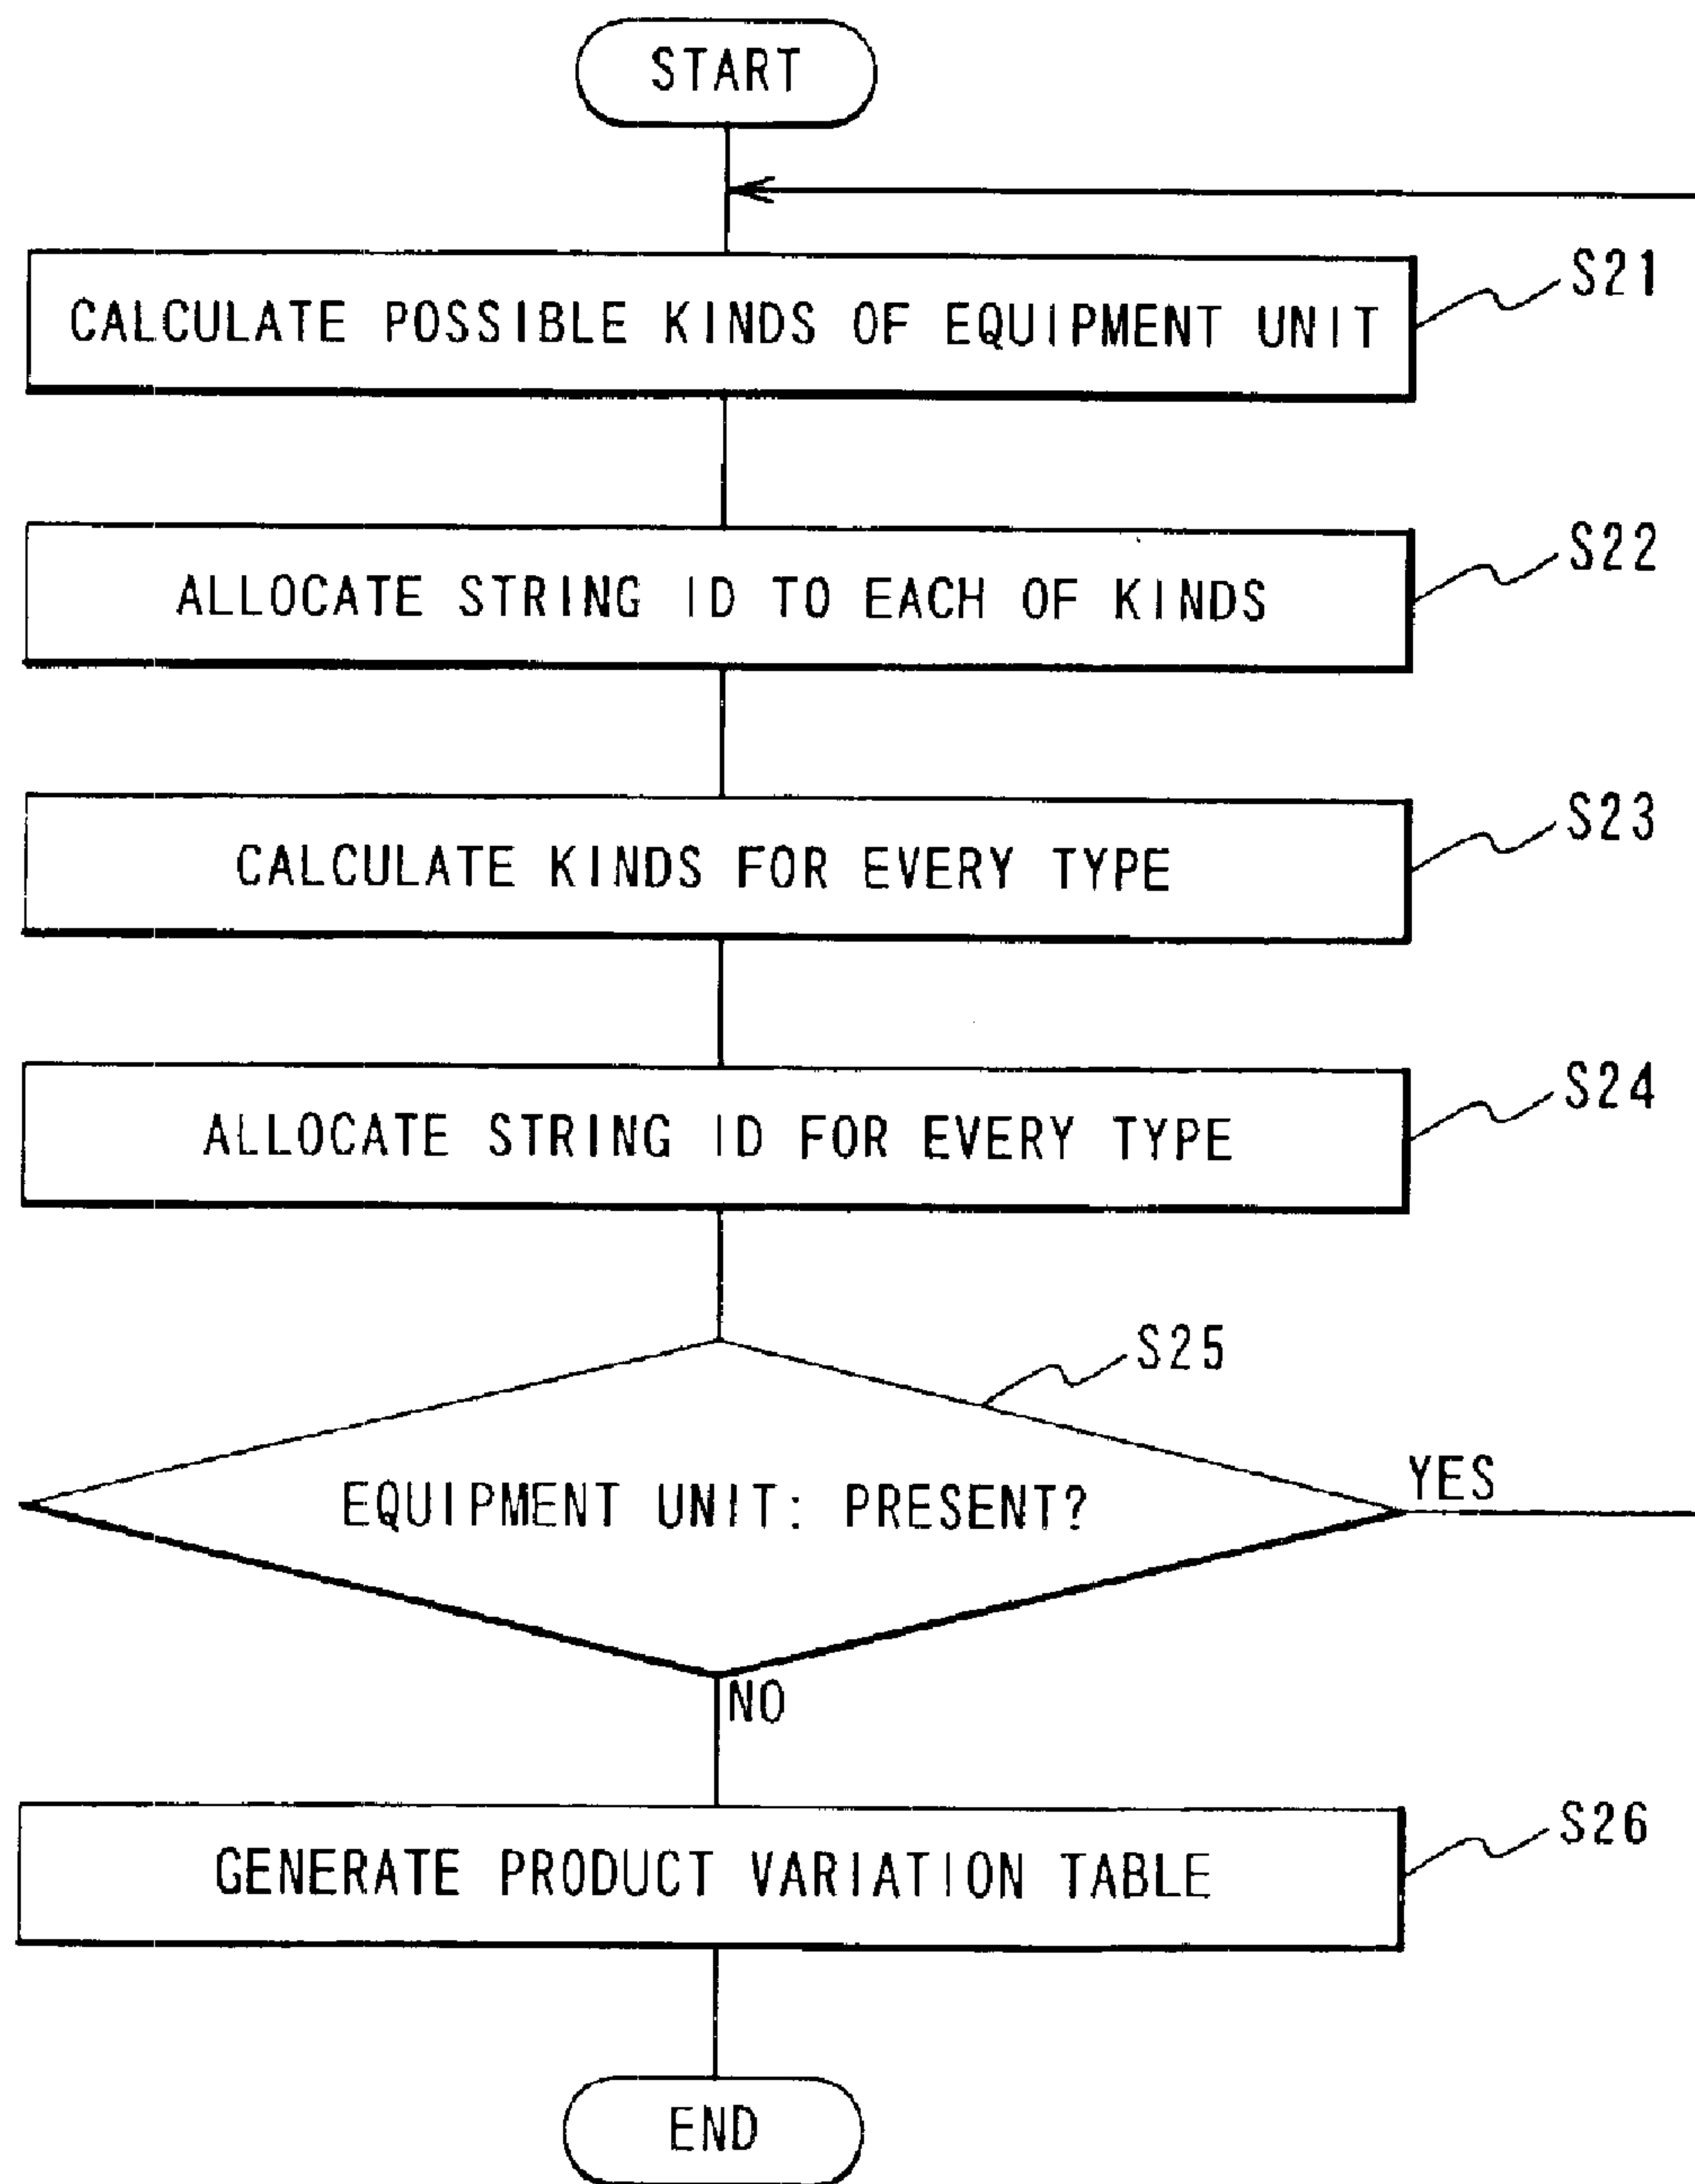 START
CALCULATE POSSIBLE KINDS OF EQUIPMENT UNIT
S21
ALLOCATE STRING ID TO EACH OF KINDS
S22
CALCULATE KINDS FOR EVERY TYPE
S23
ALLOCATE STRING ID FOR EVERY TYPE
S24
S25
EQUIPMENT UNIT: PRESENT?
YES
NO
GENERATE PRODUCT VARIATION TABLE
S26
END